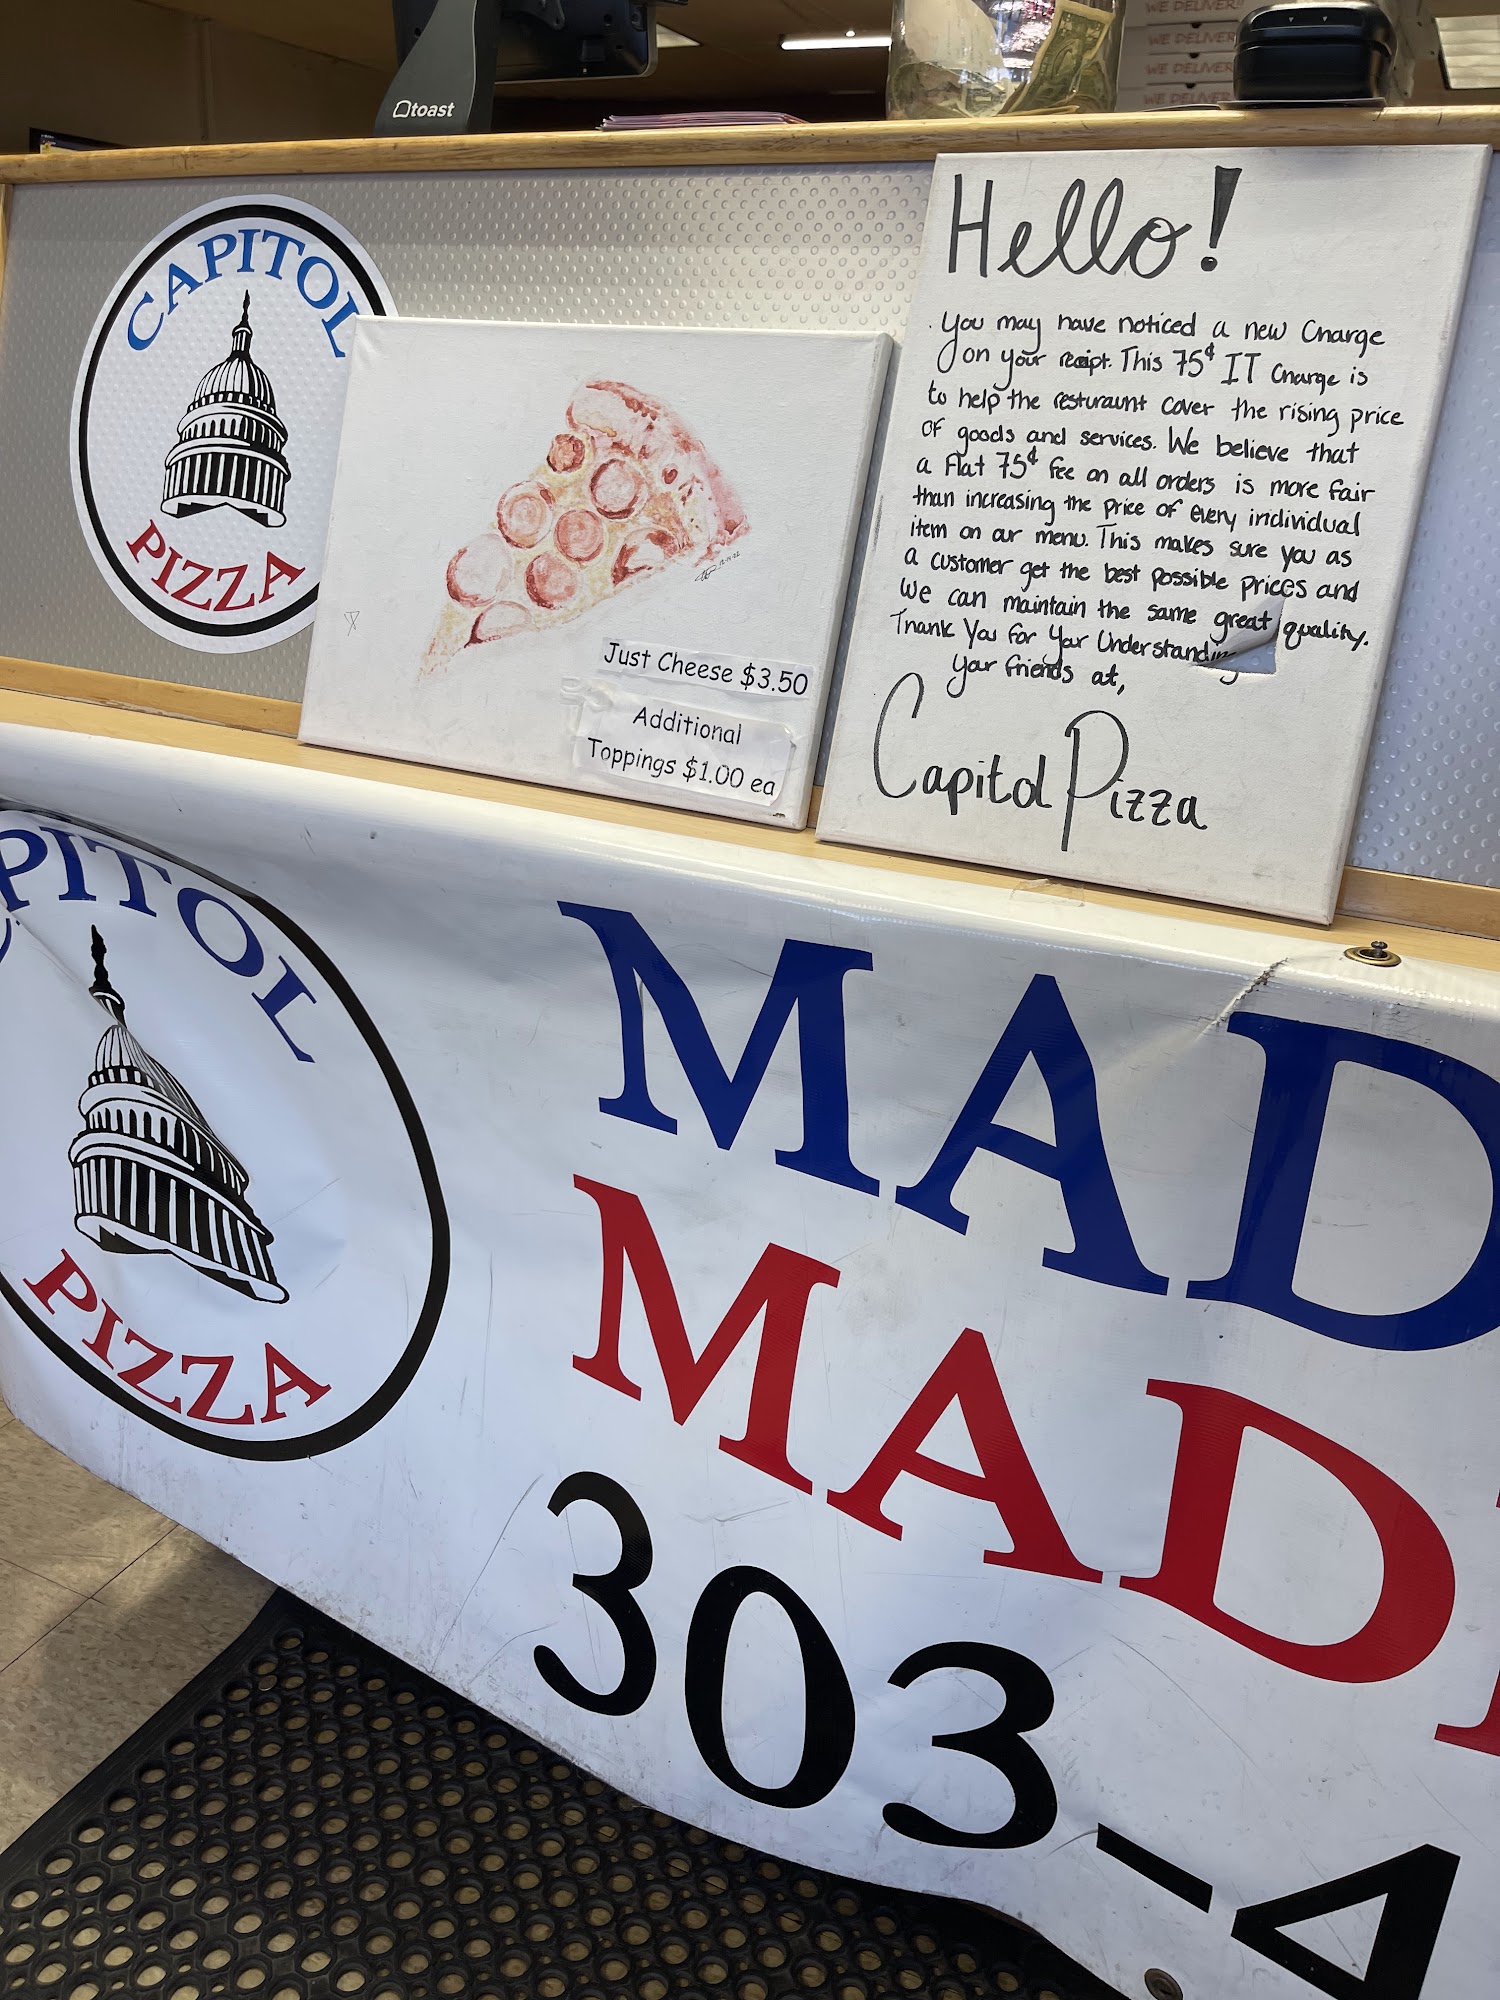 toast
WE DELIVER!!
WE DELIVER
WE DELIVER
WE DELIVER
CAPITOL
PIZZA
Just Cheese $3.50
Additional
Toppings $1.00 ea
Hello!
You may have noticed a new Charge
on your receipt. This 75¢ IT Charge is
to help the resturaunt cover the rising price
of goods and services. We believe that
a Flat 75¢ fee on all orders is more fair
than increasing the price of every individual
item on our menu. This makes sure you as
a customer get the best possible prices and
we can maintain the same great quality.
Thank You for Your Understanding
Your friends at,
Capitol Pizza
APITOL
PIZZA
MAD
MAD
303-4